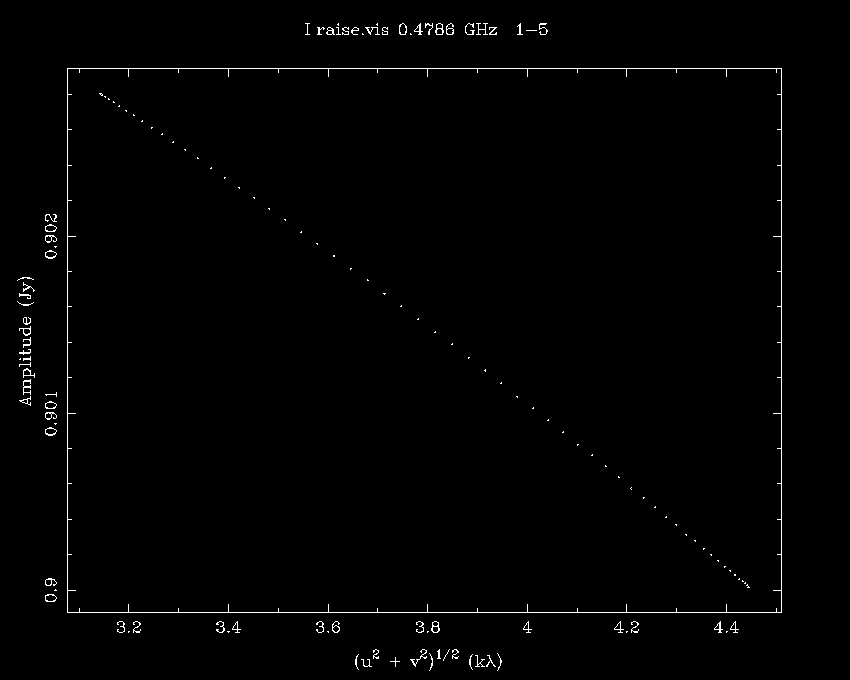 I raise.vis 0.4786 GHz 1-5
0.902
0.901
0.9
Amplitude (Jy)
3.2 3.4 3.6 3.8 4 4.2 4.4
(u² + v²)^1/2 (kλ)